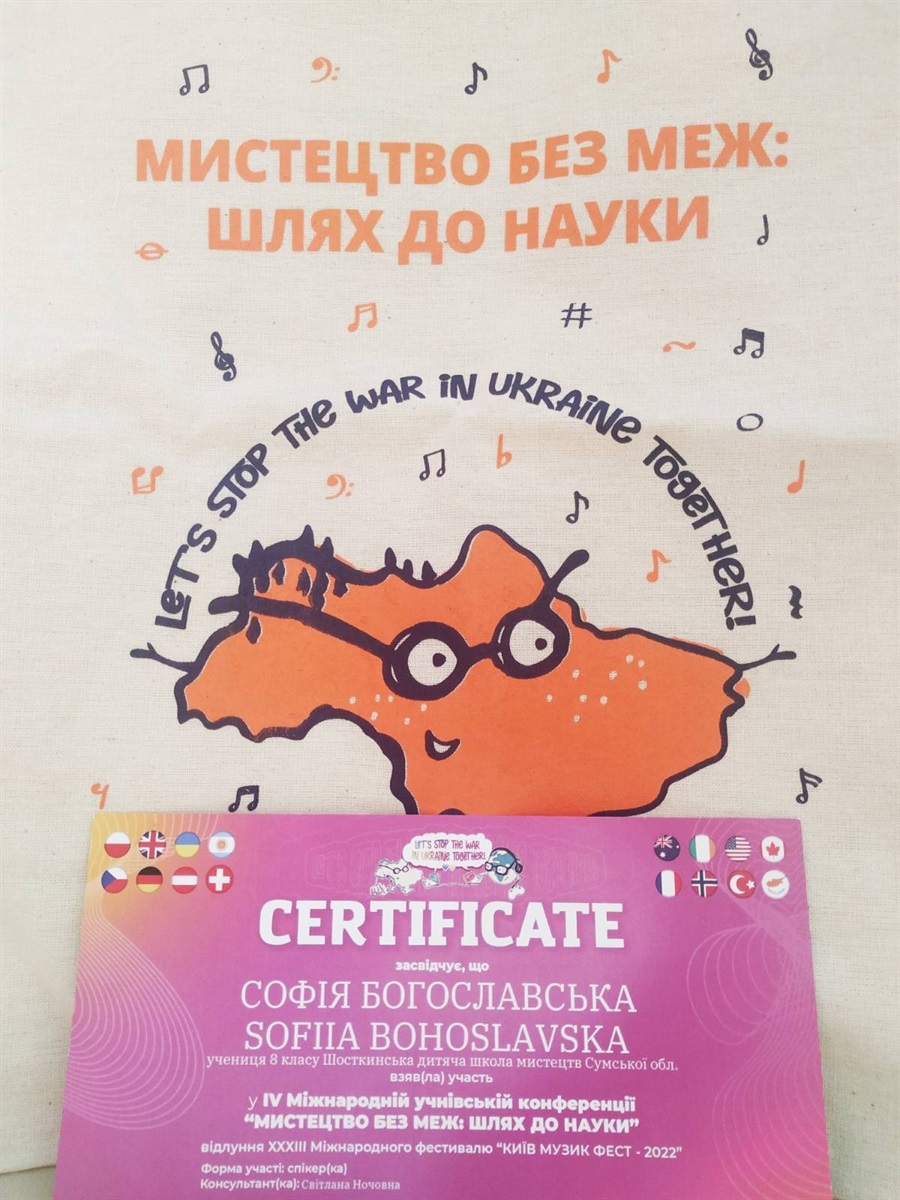 МИСТЕЦТВО БЕЗ МЕЖ:
ШЛЯХ ДО НАУКИ
LET'S STOP THE WAR IN UKRAINE TOGETHER!
LET'S STOP THE WAR
IN UKRAINE TOGETHER!
CERTIFICATE
засвідчує, що
СОФІЯ БОГОСЛАВСЬКА
SOFIIA BOHOSLAVSKA
учениця 8 класу Шосткинська дитяча школа мистецтв Сумської обл.
взяв(ла) участь
у IV Міжнародній учнівській конференції
“МИСТЕЦТВО БЕЗ МЕЖ: ШЛЯХ ДО НАУКИ”
відлуння XXXIII Міжнародного фестивалю “КИЇВ МУЗИК ФЕСТ - 2022”
Форма участі: спікер(ка)
Консультант(ка): Світлана Ночовна